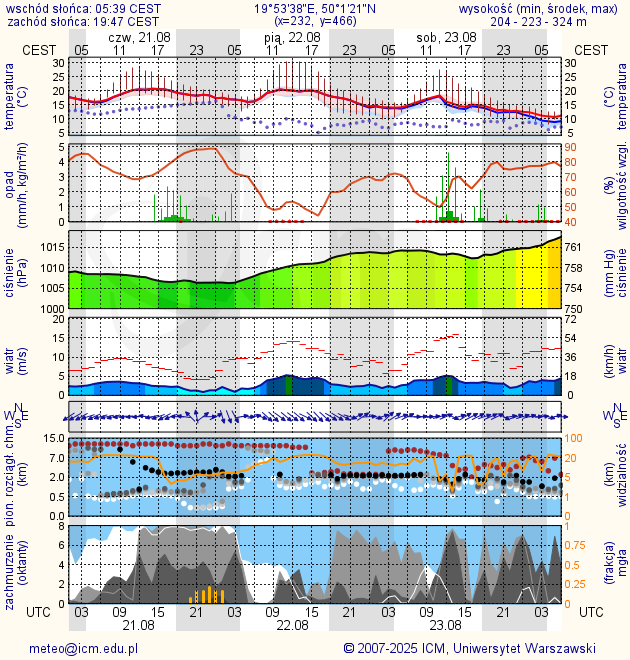 wschód słońca: 05:39 CEST 19°53'38"E, 50°1'21"N wysokość (min, środek, max)
zachód słońca: 19:47 CEST (x=232, y=466) 204 - 223 - 324 m
czw, 21.08 pią, 22.08 sob, 23.08
CEST 05 11 17 23 05 11 17 23 05 11 17 23 05 CEST
temperatura (°C) 30 25 20 15 10 5 30 25 20 15 10 5 temperatura (°C)
opad (mm/h, kg/m²/h) 5 4 3 2 1 0 90 80 70 60 50 40 (%) wilgotność wzgl.
ciśnienie (hPa) 1015 1010 1005 1000 761 758 754 750 (mm Hg) ciśnienie
wiatr (m/s) 20 15 10 5 0 72 54 36 18 0 (km/h) wiatr
N W E S N W E S
pion. rozciągł. chm. (km) 15.0 7.0 2.0 0.5 0.0 100 20 5 1 0 (km) widzialność
zachmurzenie (oktanty) 8 6 4 2 0 1 0.75 0.5 0.25 0 (frakcja) mgła
UTC 03 09 15 21 03 09 15 21 03 09 15 21 03 UTC
21.08 22.08 23.08
meteo@icm.edu.pl © 2007-2025 ICM, Uniwersytet Warszawski